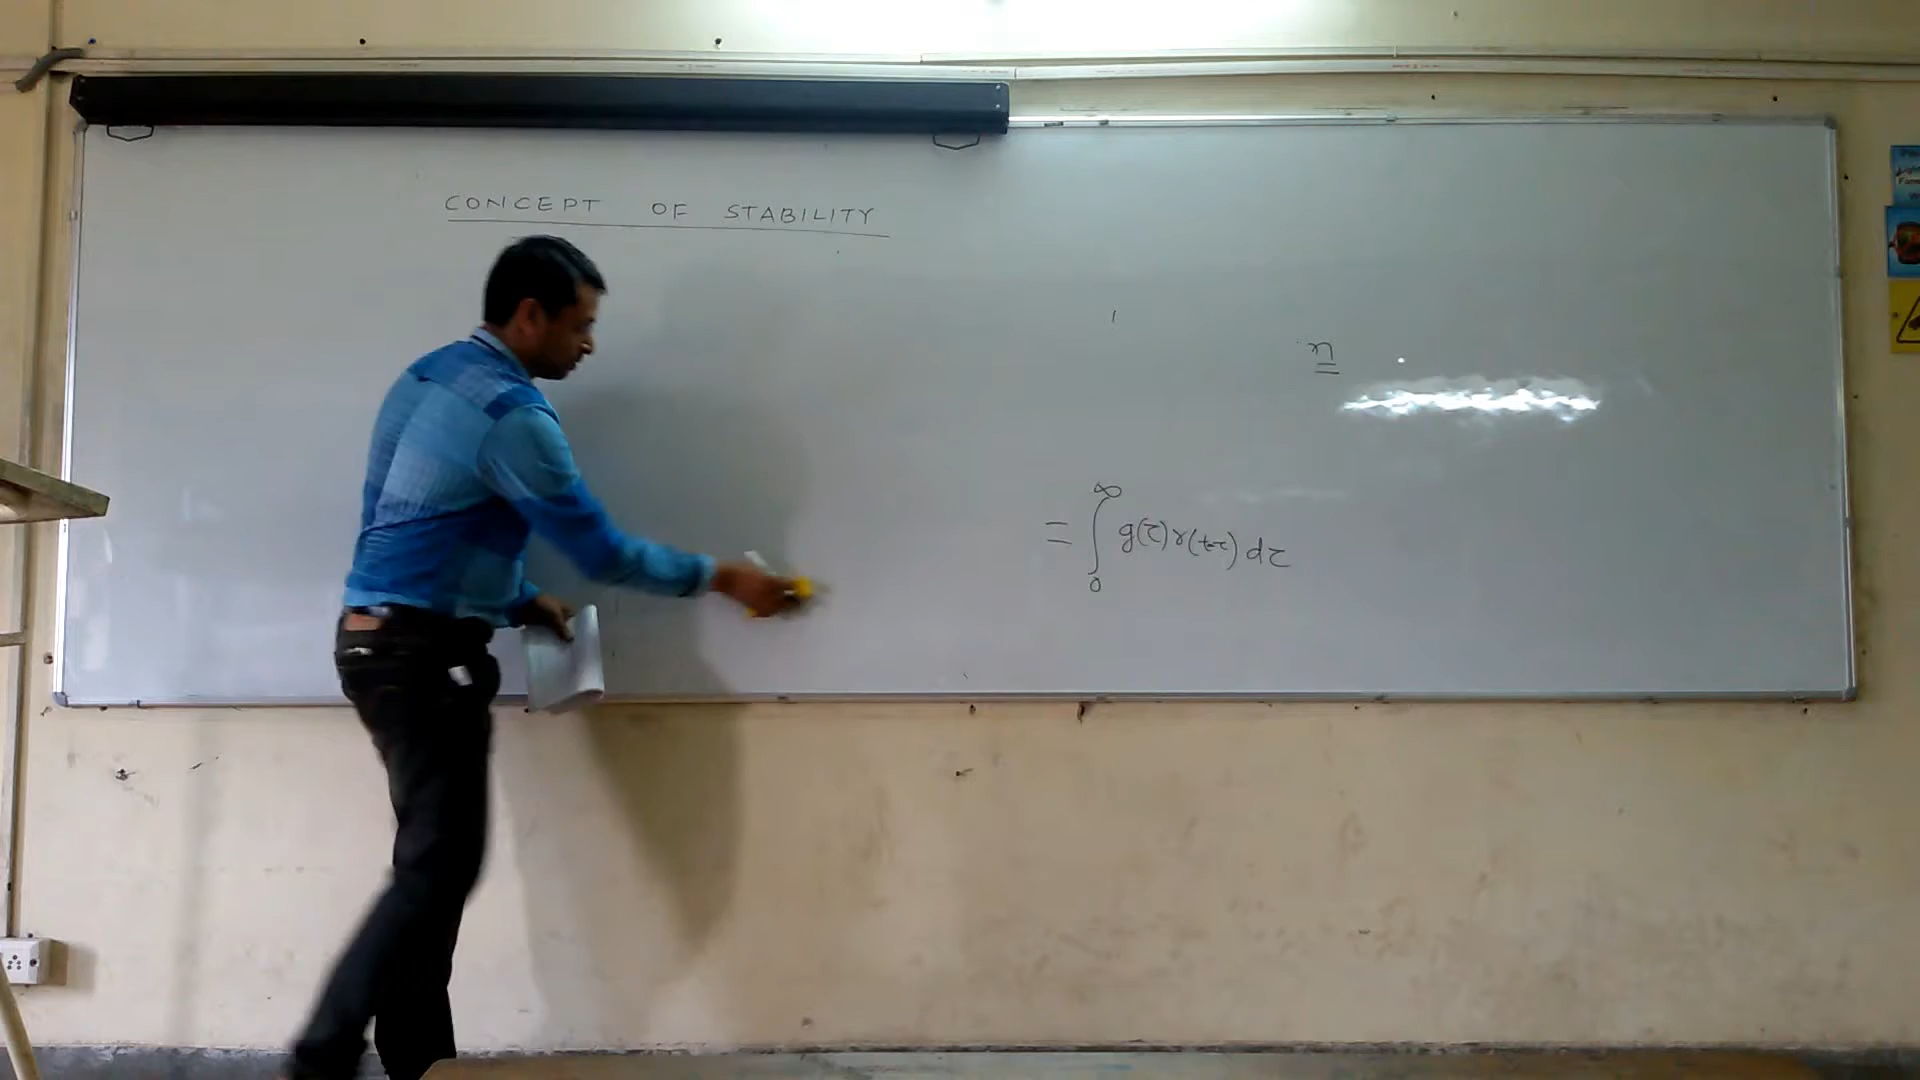 CONCEPT OF STABILITY
n
= ∫₀^∞ g(τ) r(t-τ) dτ